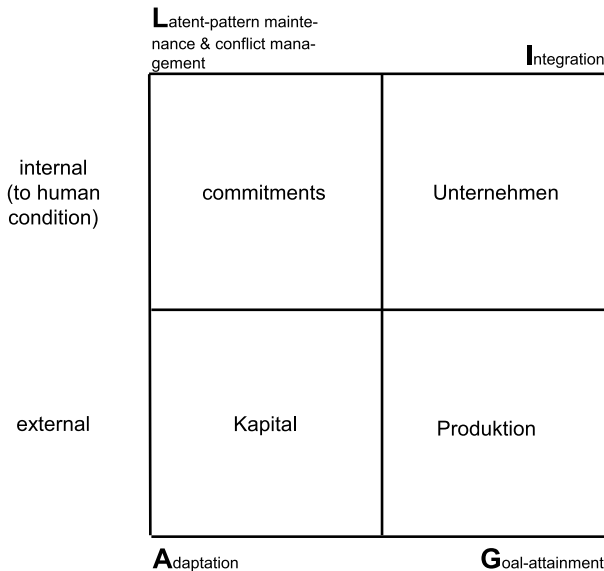 Latent-pattern mainte-
nance & conflict mana-
gement
Integration
internal
(to human
condition)
commitments
Unternehmen
external
Kapital
Produktion
Adaptation
Goal-attainment